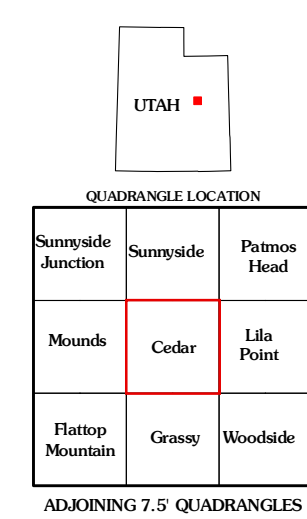 UTAH
QUADRANGLE LOCATION
Sunnyside
Junction
Sunnyside
Patmos
Head
Mounds
Cedar
Lila
Point
Flattop
Mountain
Grassy
Woodside
ADJOINING 7.5' QUADRANGLES